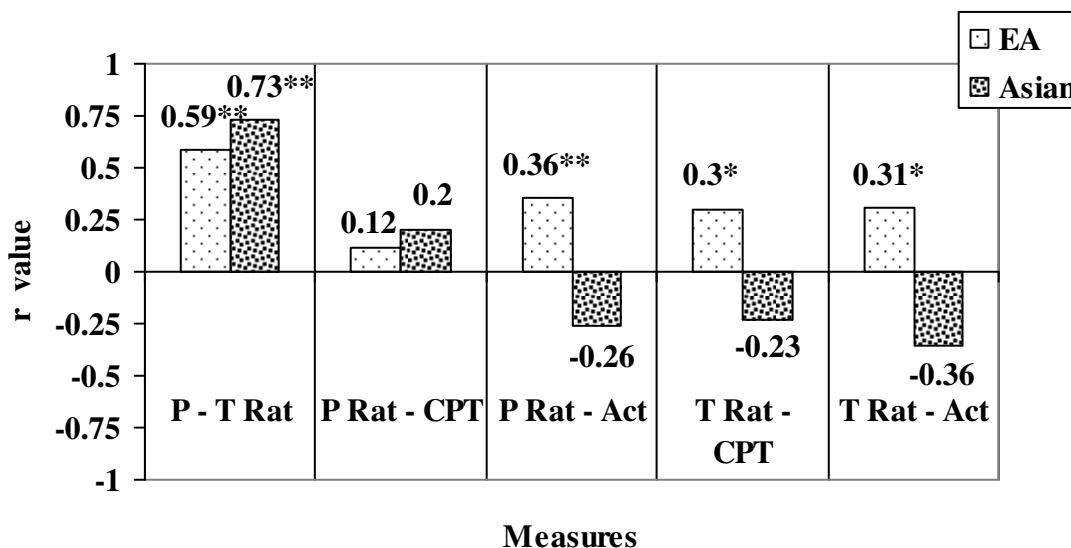 EA
Asian
1
0.75
0.5
0.25
0
-0.25
-0.5
-0.75
-1
r value
0.59**
0.73**
0.12
0.2
0.36**
-0.26
0.3*
-0.23
0.31*
-0.36
P - T Rat
P Rat - CPT
P Rat - Act
T Rat -
CPT
T Rat - Act
Measures